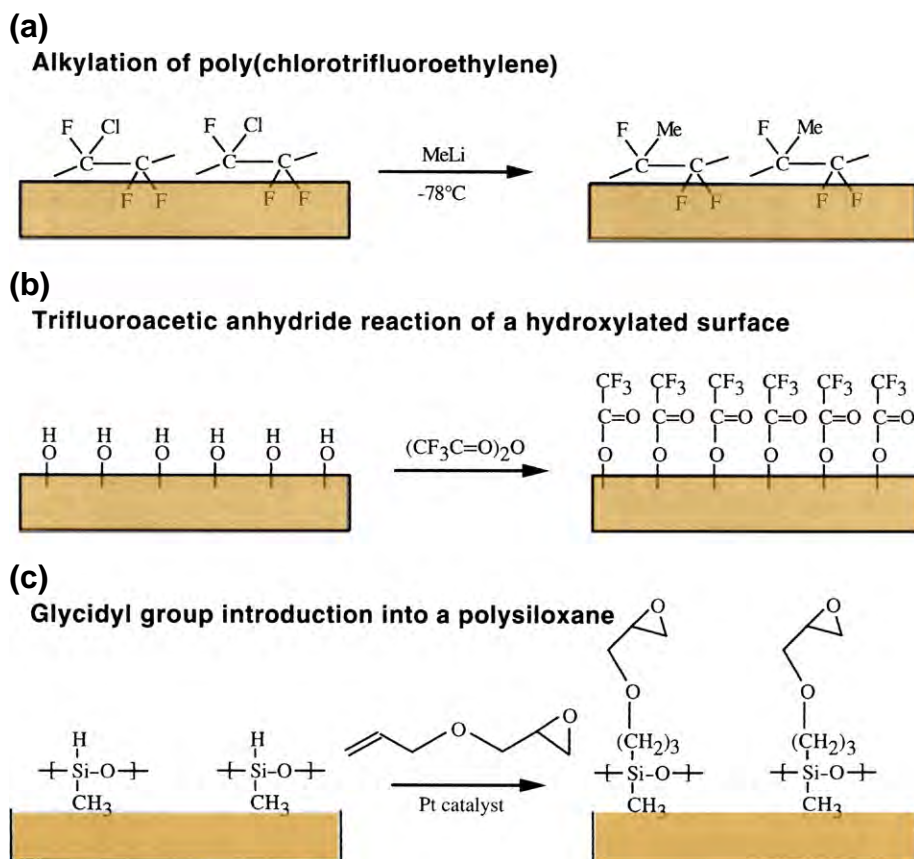 (a)
Alkylation of poly(chlorotrifluoroethylene)
F Cl F Cl F Me F Me
C C C C MeLi C C C C
-78°C
F F F F F F F F
(b)
Trifluoroacetic anhydride reaction of a hydroxylated surface
CF3 CF3 CF3 CF3 CF3 CF3
C=O C=O C=O C=O C=O C=O
H H H H H H
O O O O O O (CF3C=O)2O O O O O O O
(c)
Glycidyl group introduction into a polysiloxane
O O
O O
H H O O (CH2)3 (CH2)3
Si-O Si-O Si-O Si-O
CH3 CH3 Pt catalyst CH3 CH3